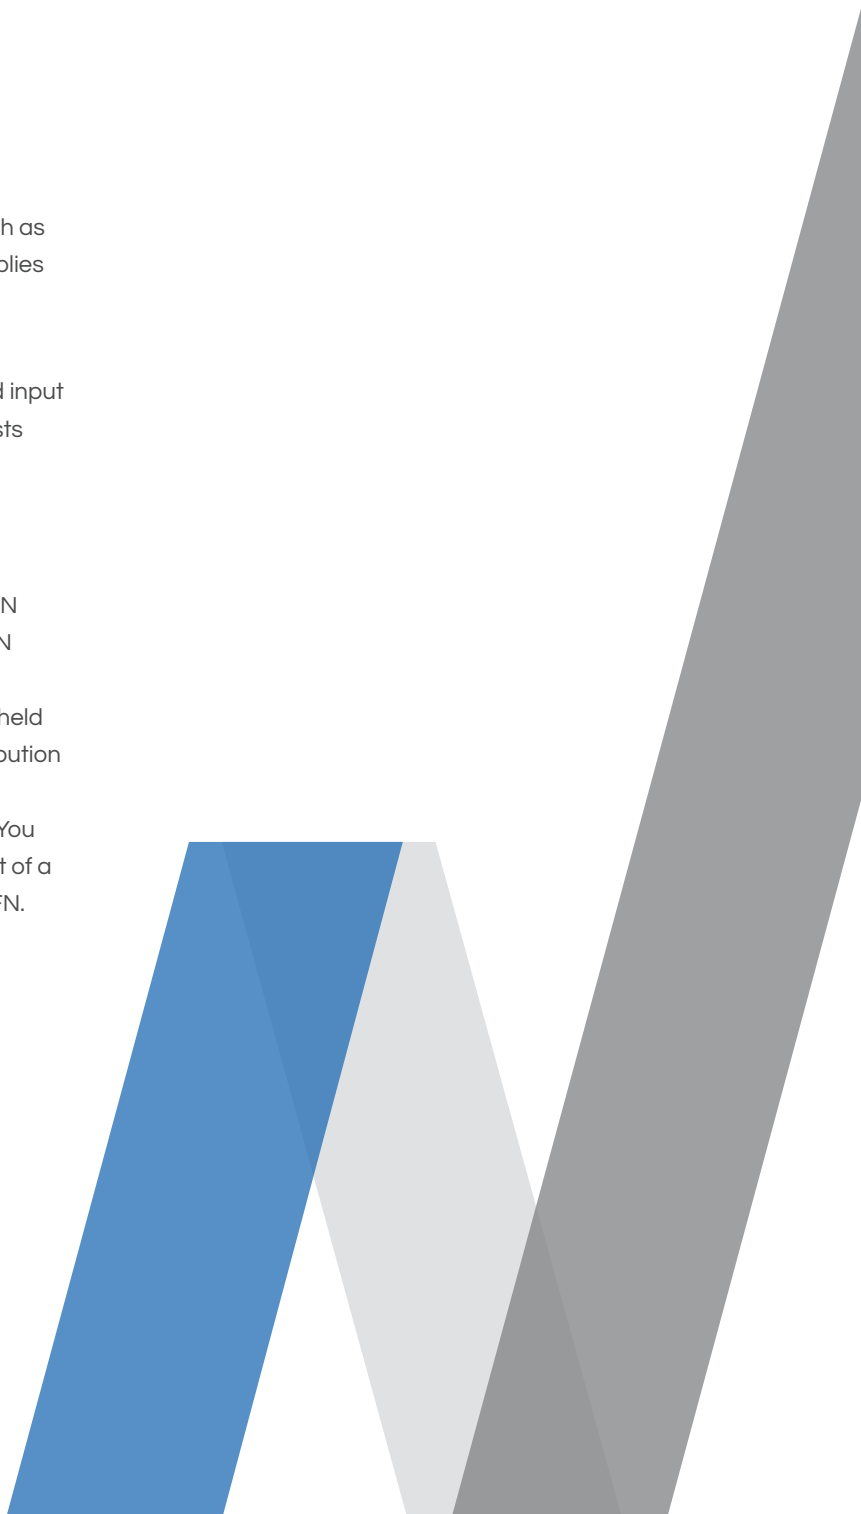 h as
plies
d input
sts
N
N
held
bution
You
t of a
FN.